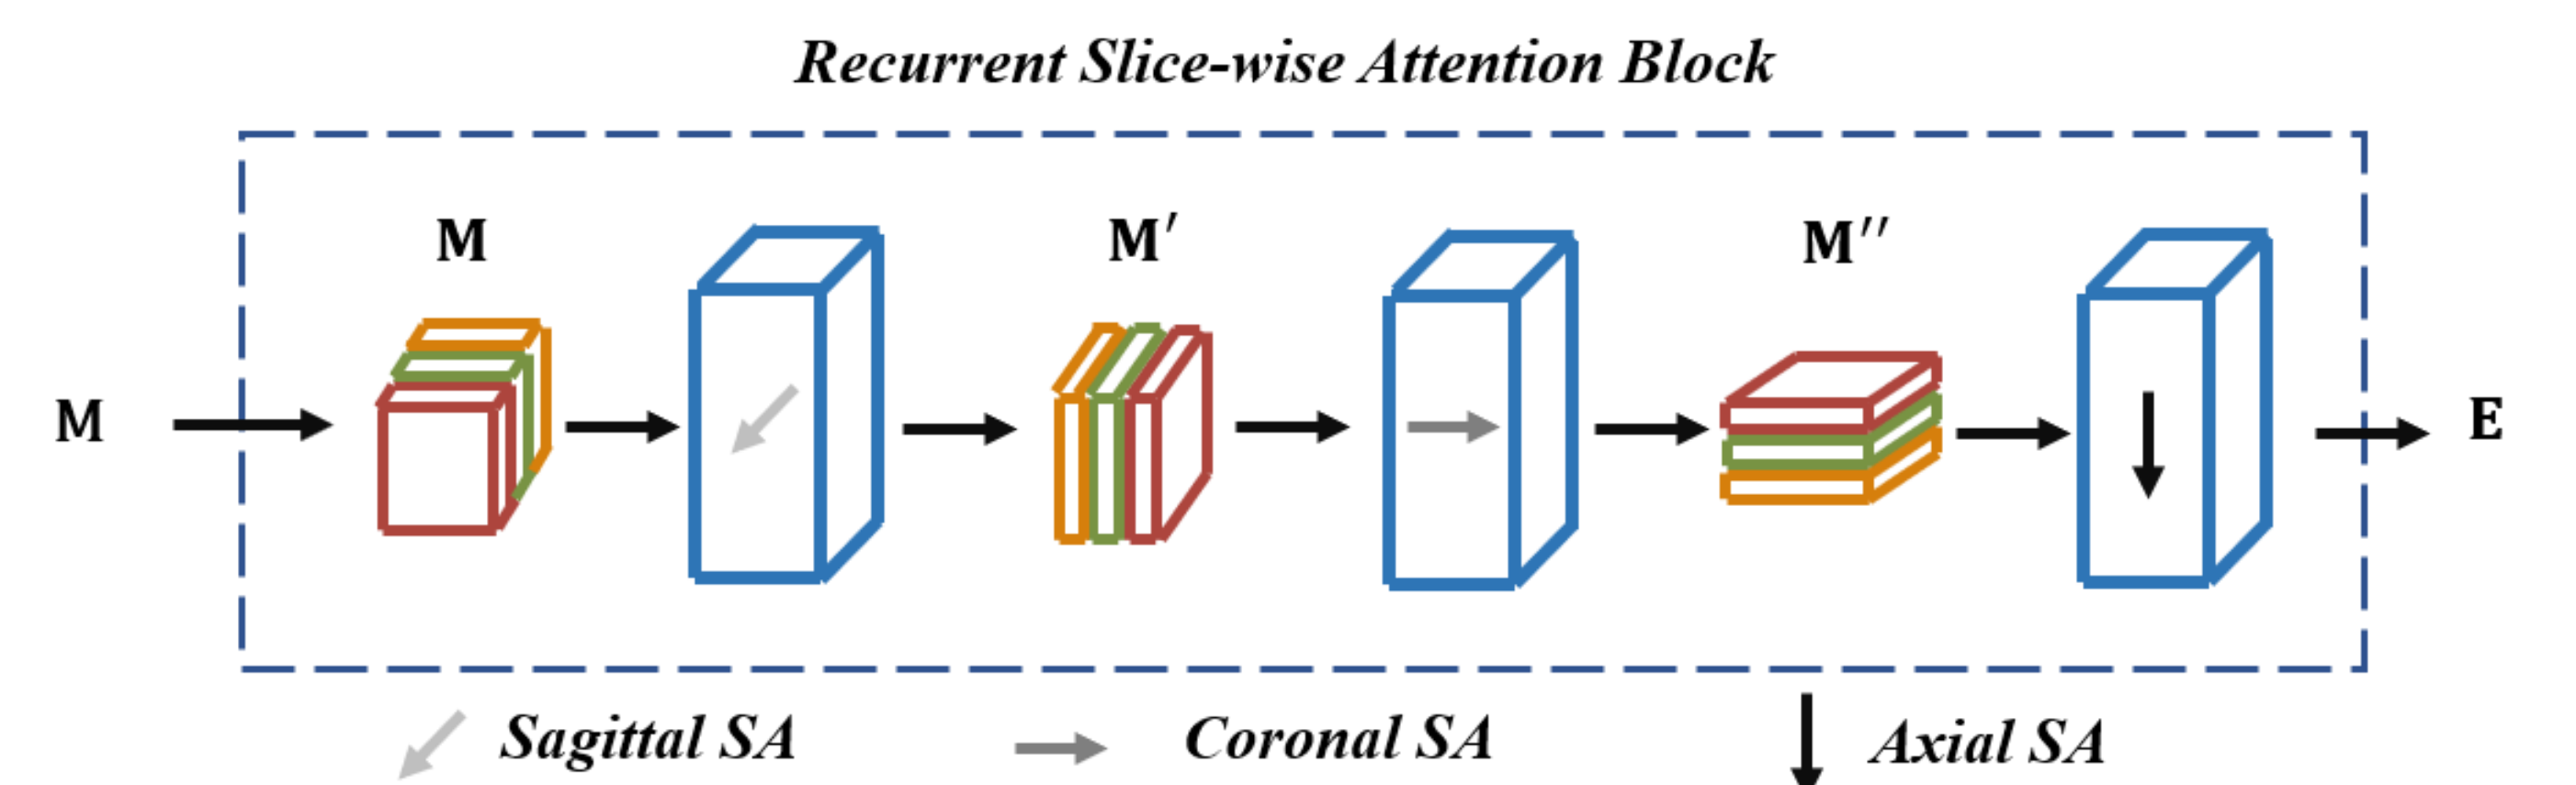 Recurrent Slice-wise Attention Block
M M′ M″
M E
Sagittal SA Coronal SA Axial SA